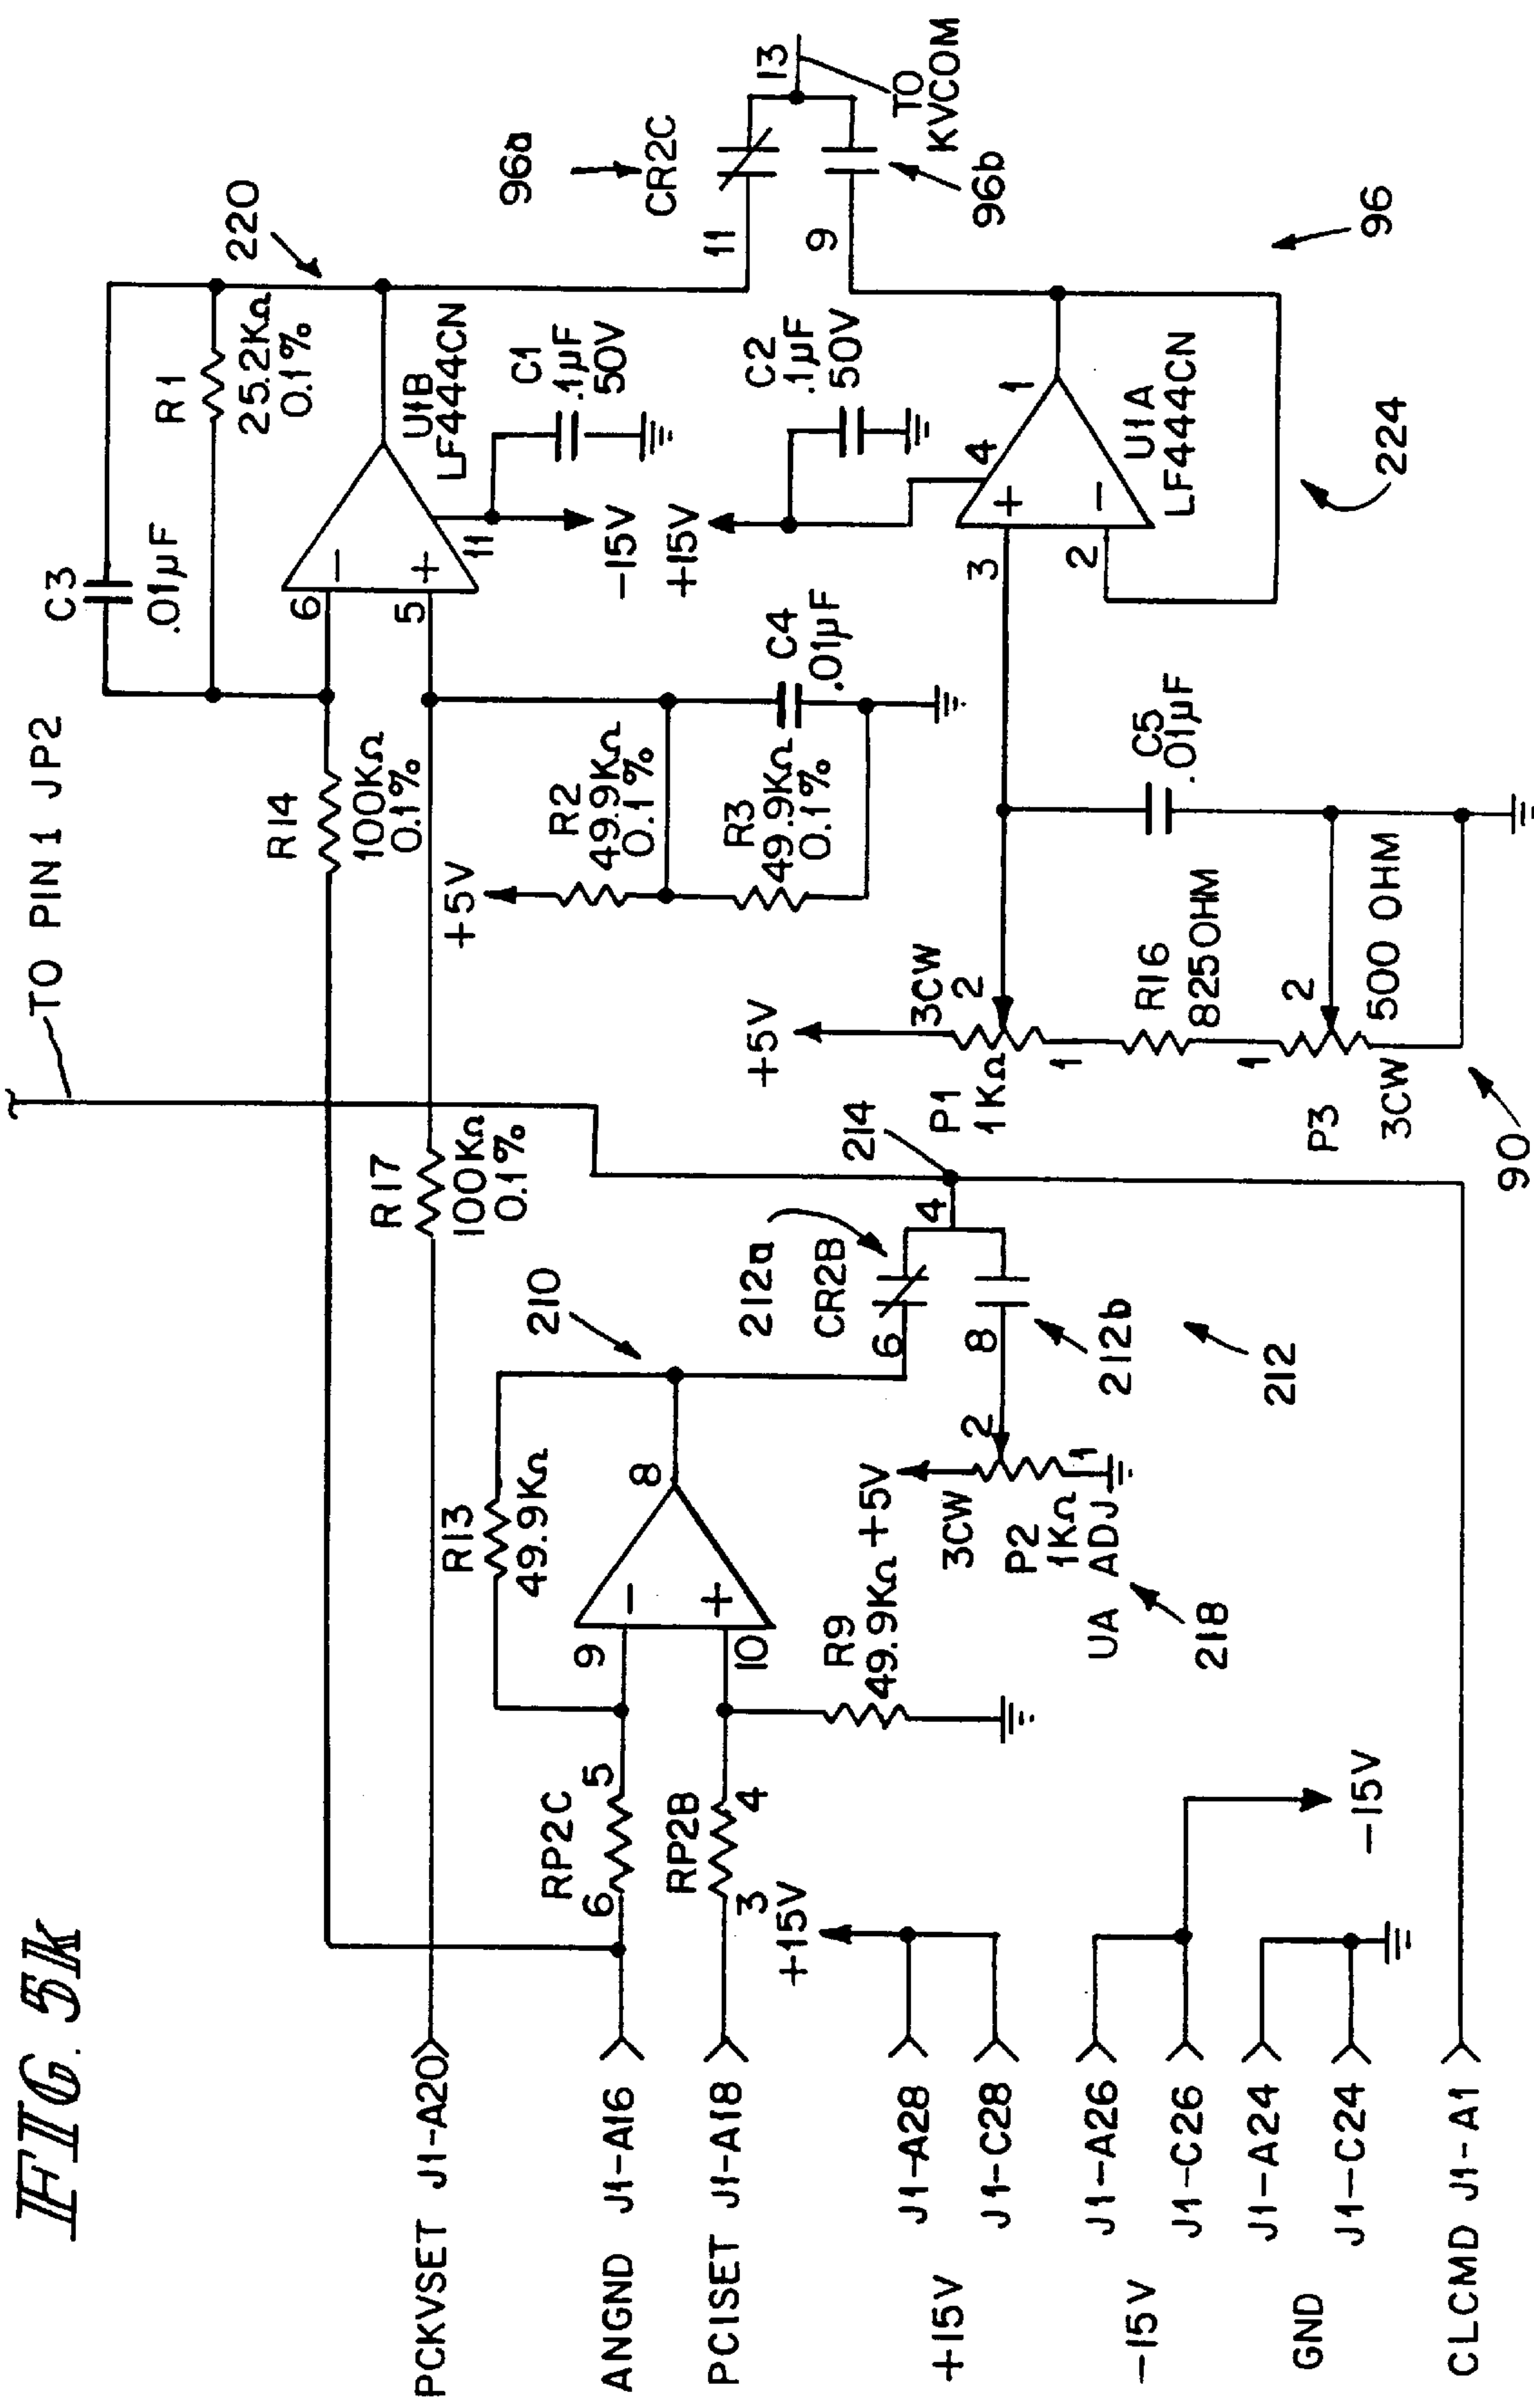 FIG. 5k
TO PIN 1 JP2
C3
.01µF
R1
25.2KΩ
0.1%
220
R14
100KΩ
0.1%
6
5
11
U1B
LF444CN
C1
.1µF
50V
-15V
96a
CR2C
11
13
TO
KVCOM
9
96b
96
+15V
C2
.1µF
50V
3
2
4
1
U1A
LF444CN
224
R17
100KΩ
0.1%
+5V
R2
49.9KΩ
0.1%
R3
49.9KΩ
0.1%
C4
.01µF
+5V
3CW
2
P1
1KΩ
1
R16
825OHM
C5
.01µF
1
2
P3
500 OHM
3CW
90
210
R13
49.9KΩ
9
10
8
R9
49.9KΩ
212a
CR2B
6
4
214
8
212b
212
+5V
3CW
2
P2
1KΩ
1
UA ADJ
218
RP2C
6
5
RP2B
3
4
+15V
-15V
PCKVSET J1-A20
ANGND J1-A16
PCISET J1-A18
J1-A28
+15V
J1-C28
J1-A26
-15V
J1-C26
J1-A24
GND
J1-C24
CLCMD J1-A1